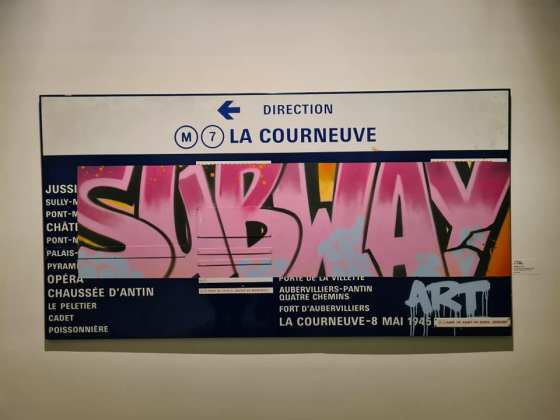 DIRECTION
M 7 LA COURNEUVE
SUBWAY
JUSSI
SULLY-M
PONT-M
CHÂTE
PONT-N
PALAIS-
PYRAMI
OPÉRA
CHAUSSÉE D'ANTIN
LE PELETIER
CADET
POISSONNIÈRE
PORTE DE LA VILLETTE
AUBERVILLIERS-PANTIN
QUATRE CHEMINS
FORT D'AUBERVILLIERS
LA COURNEUVE-8 MAI 1945
ART